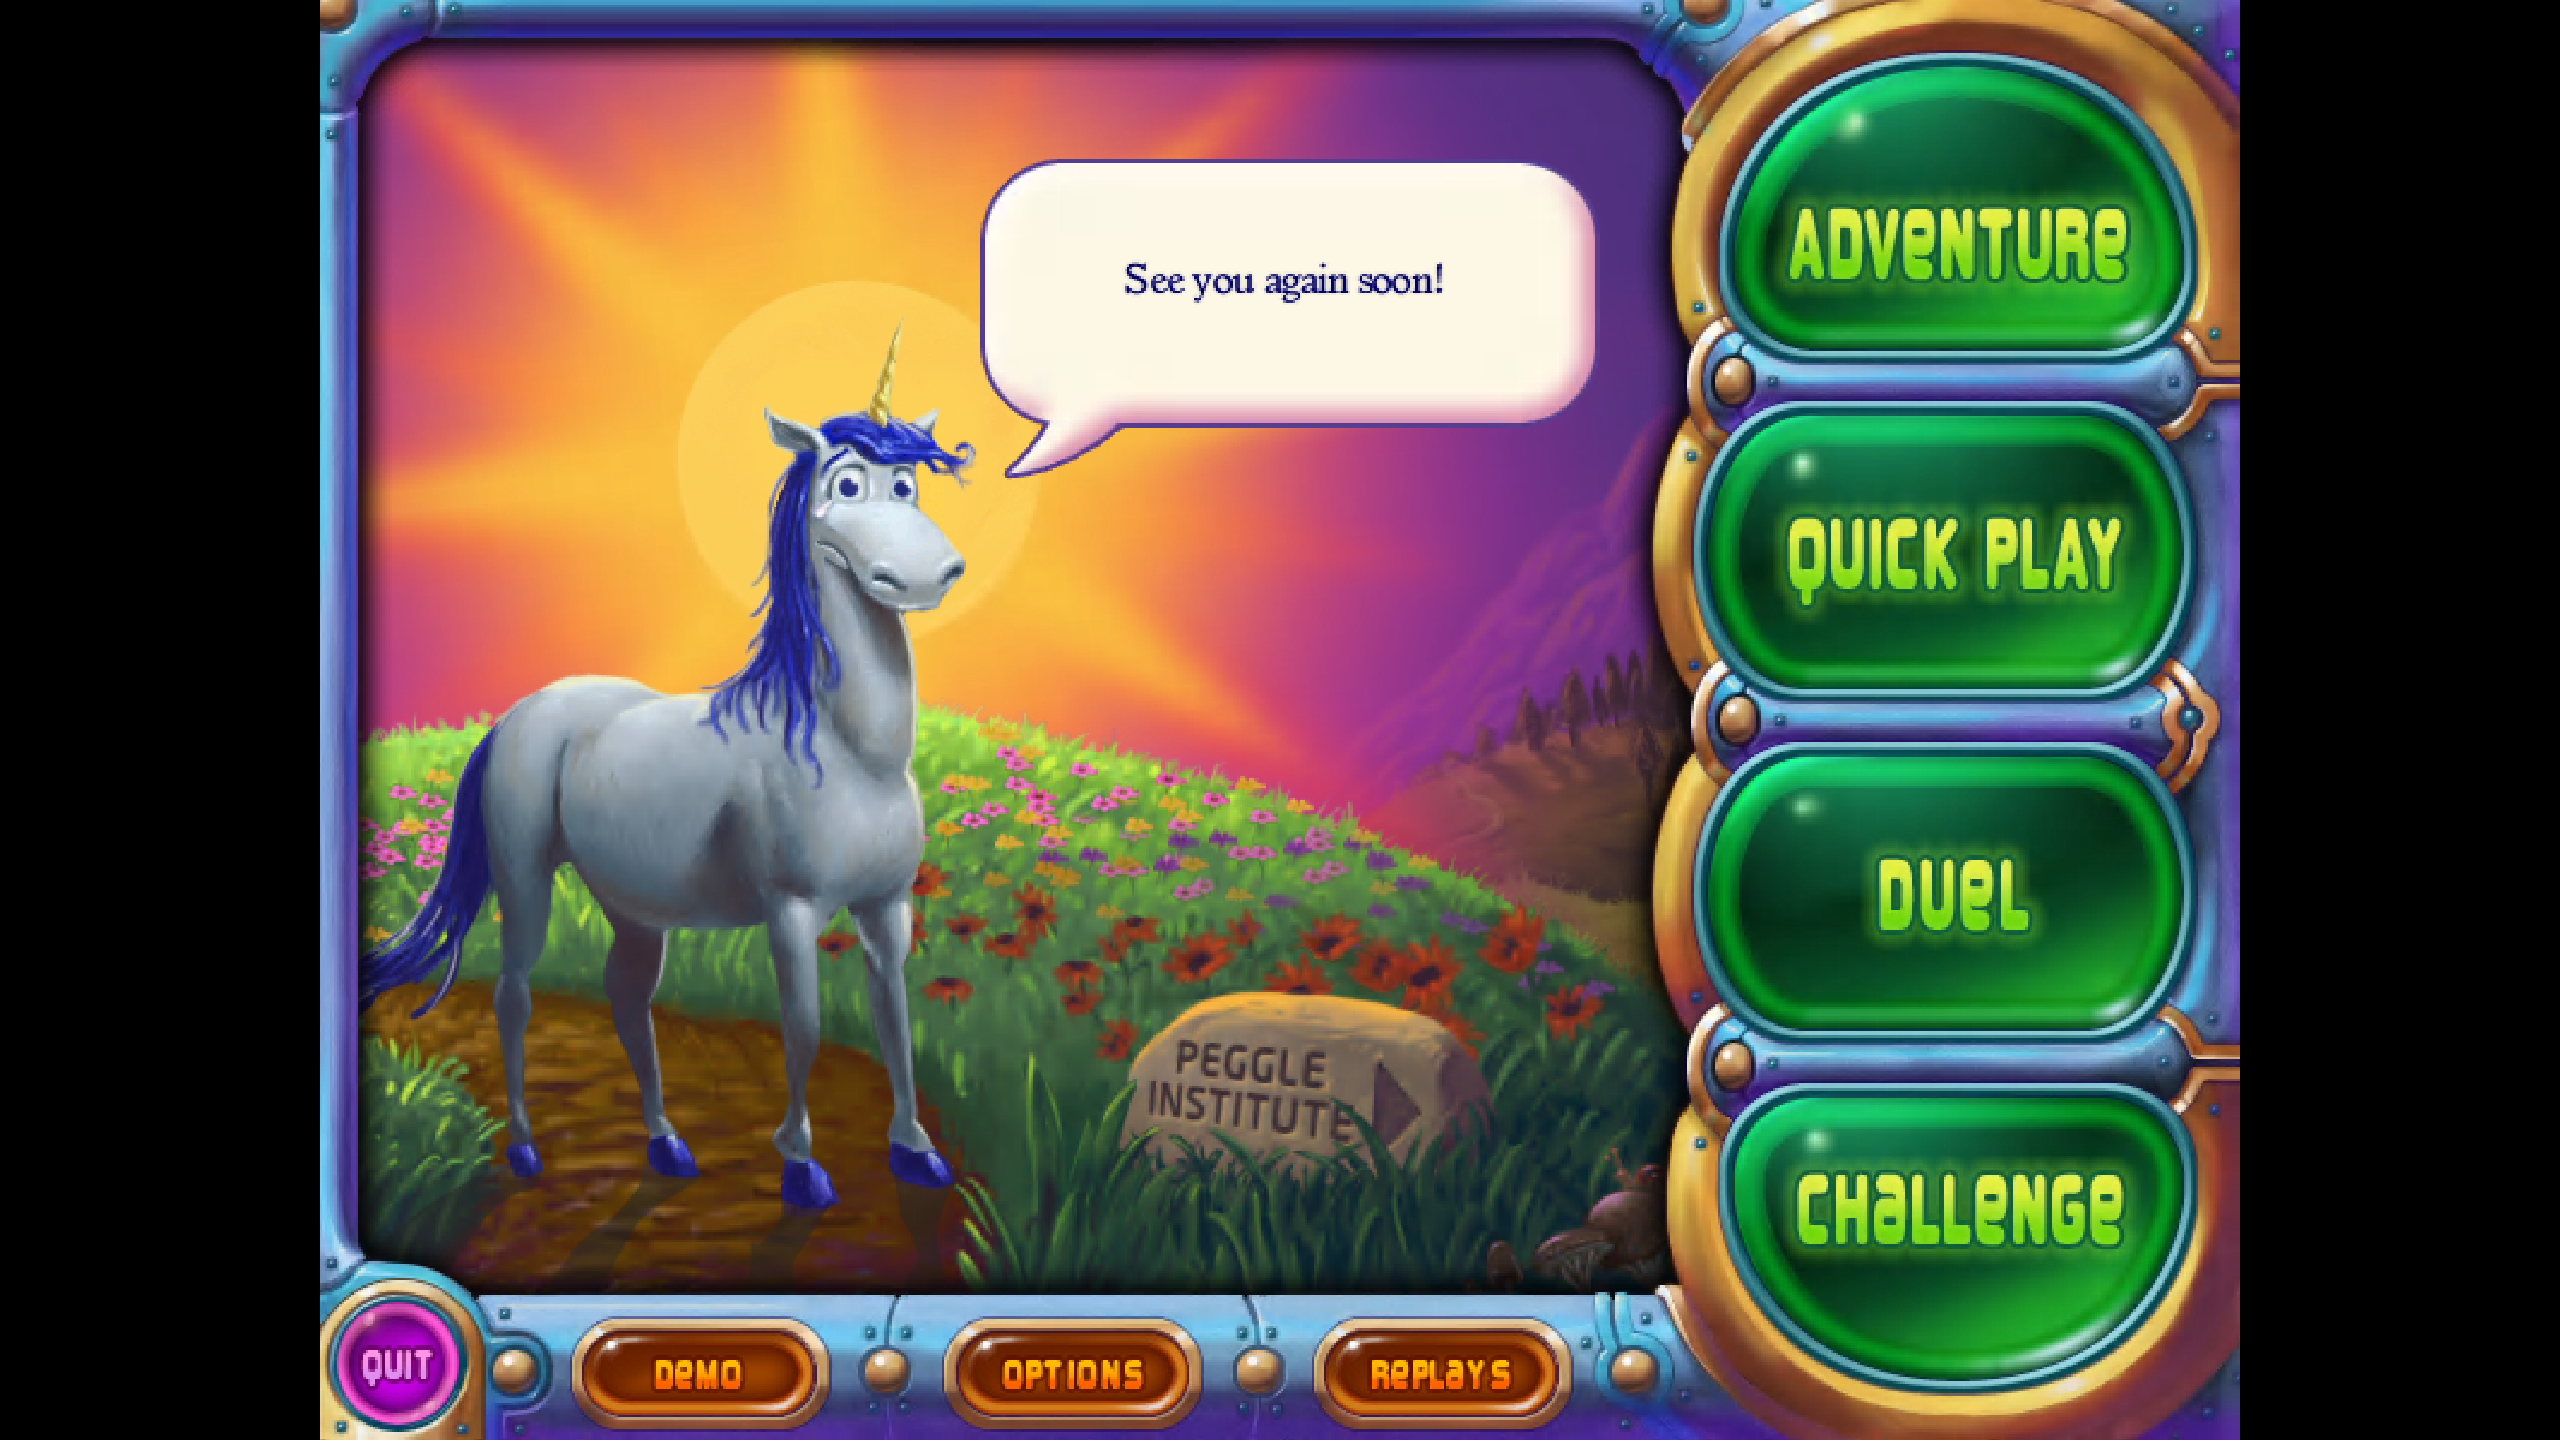 See you again soon!
ADVENTURE
QUICK PLAY
DUEL
CHALLENGE
PEGGLE
INSTITUTE
QUIT
DEMO
OPTIONS
REPLAYS